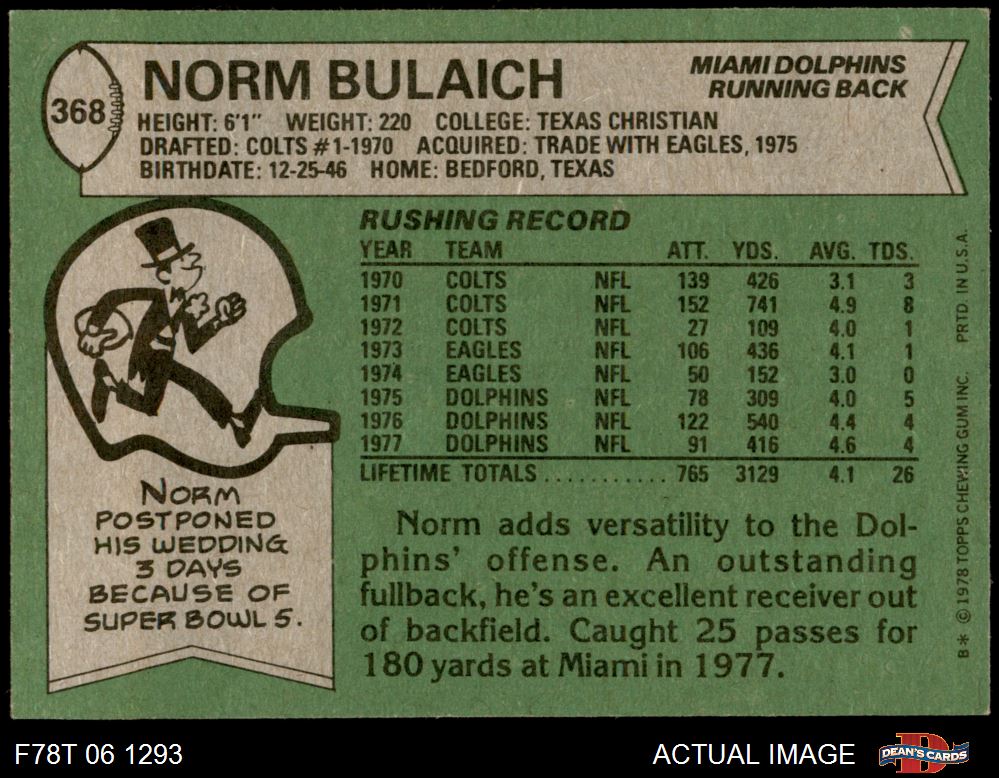 368
NORM BULAICH
MIAMI DOLPHINS
RUNNING BACK
HEIGHT: 6'1" WEIGHT: 220 COLLEGE: TEXAS CHRISTIAN
DRAFTED: COLTS #1-1970 ACQUIRED: TRADE WITH EAGLES, 1975
BIRTHDATE: 12-25-46 HOME: BEDFORD, TEXAS
RUSHING RECORD
YEAR TEAM ATT. YDS. AVG. TDS.
1970 COLTS NFL 139 426 3.1 3
1971 COLTS NFL 152 741 4.9 8
1972 COLTS NFL 27 109 4.0 1
1973 EAGLES NFL 106 436 4.1 1
1974 EAGLES NFL 50 152 3.0 0
1975 DOLPHINS NFL 78 309 4.0 5
1976 DOLPHINS NFL 122 540 4.4 4
1977 DOLPHINS NFL 91 416 4.6 4
LIFETIME TOTALS ........... 765 3129 4.1 26
NORM
POSTPONED
HIS WEDDING
3 DAYS
BECAUSE OF
SUPER BOWL 5.
Norm adds versatility to the Dol-
phins' offense. An outstanding
fullback, he's an excellent receiver out
of backfield. Caught 25 passes for
180 yards at Miami in 1977.
B* © 1978 TOPPS CHEWING GUM INC. PRTD. IN U.S.A.
F78T 06 1293
ACTUAL IMAGE
D
DEAN'S CARDS